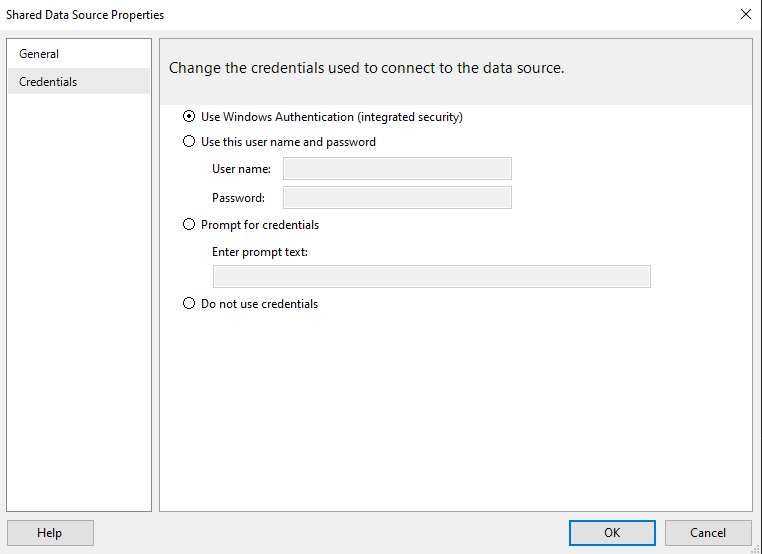 Shared Data Source Properties
General
Credentials
Change the credentials used to connect to the data source.
Use Windows Authentication (integrated security)
Use this user name and password
User name:
Password:
Prompt for credentials
Enter prompt text:
Do not use credentials
Help
OK
Cancel